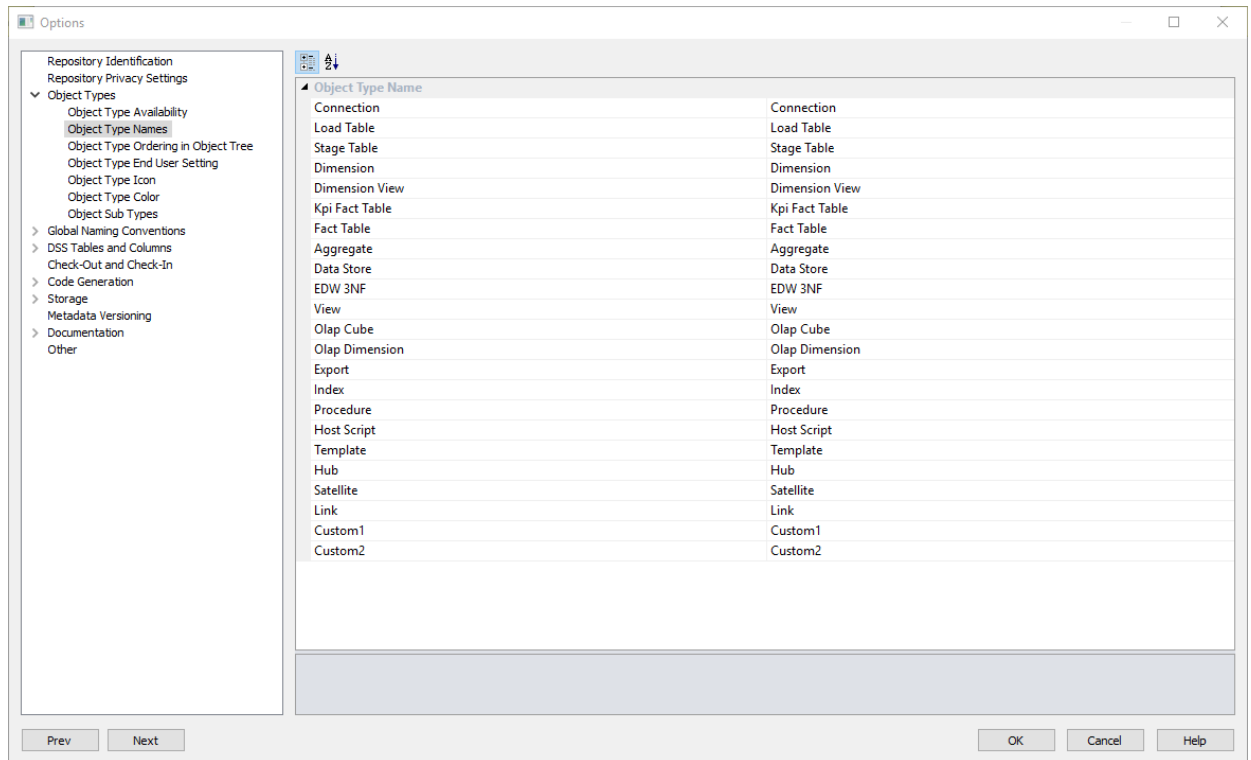 Options
Repository Identification
Repository Privacy Settings
Object Types
Object Type Availability
Object Type Names
Object Type Ordering in Object Tree
Object Type End User Setting
Object Type Icon
Object Type Color
Object Sub Types
Global Naming Conventions
DSS Tables and Columns
Check-Out and Check-In
Code Generation
Storage
Metadata Versioning
Documentation
Other
Object Type Name
Connection Connection
Load Table Load Table
Stage Table Stage Table
Dimension Dimension
Dimension View Dimension View
Kpi Fact Table Kpi Fact Table
Fact Table Fact Table
Aggregate Aggregate
Data Store Data Store
EDW 3NF EDW 3NF
View View
Olap Cube Olap Cube
Olap Dimension Olap Dimension
Export Export
Index Index
Procedure Procedure
Host Script Host Script
Template Template
Hub Hub
Satellite Satellite
Link Link
Custom1 Custom1
Custom2 Custom2
Prev Next OK Cancel Help